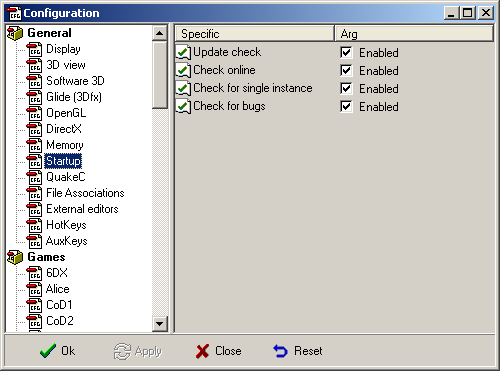 Configuration
General
Display
3D view
Software 3D
Glide (3Dfx)
OpenGL
DirectX
Memory
Startup
QuakeC
File Associations
External editors
HotKeys
AuxKeys
Games
6DX
Alice
CoD1
CoD2
Specific Arg
Update check Enabled
Check online Enabled
Check for single instance Enabled
Check for bugs Enabled
Ok Apply Close Reset